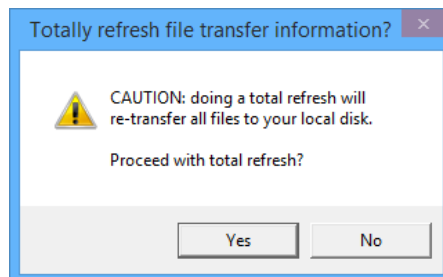 Totally refresh file transfer information?
CAUTION: doing a total refresh will
re-transfer all files to your local disk.
Proceed with total refresh?
Yes
No